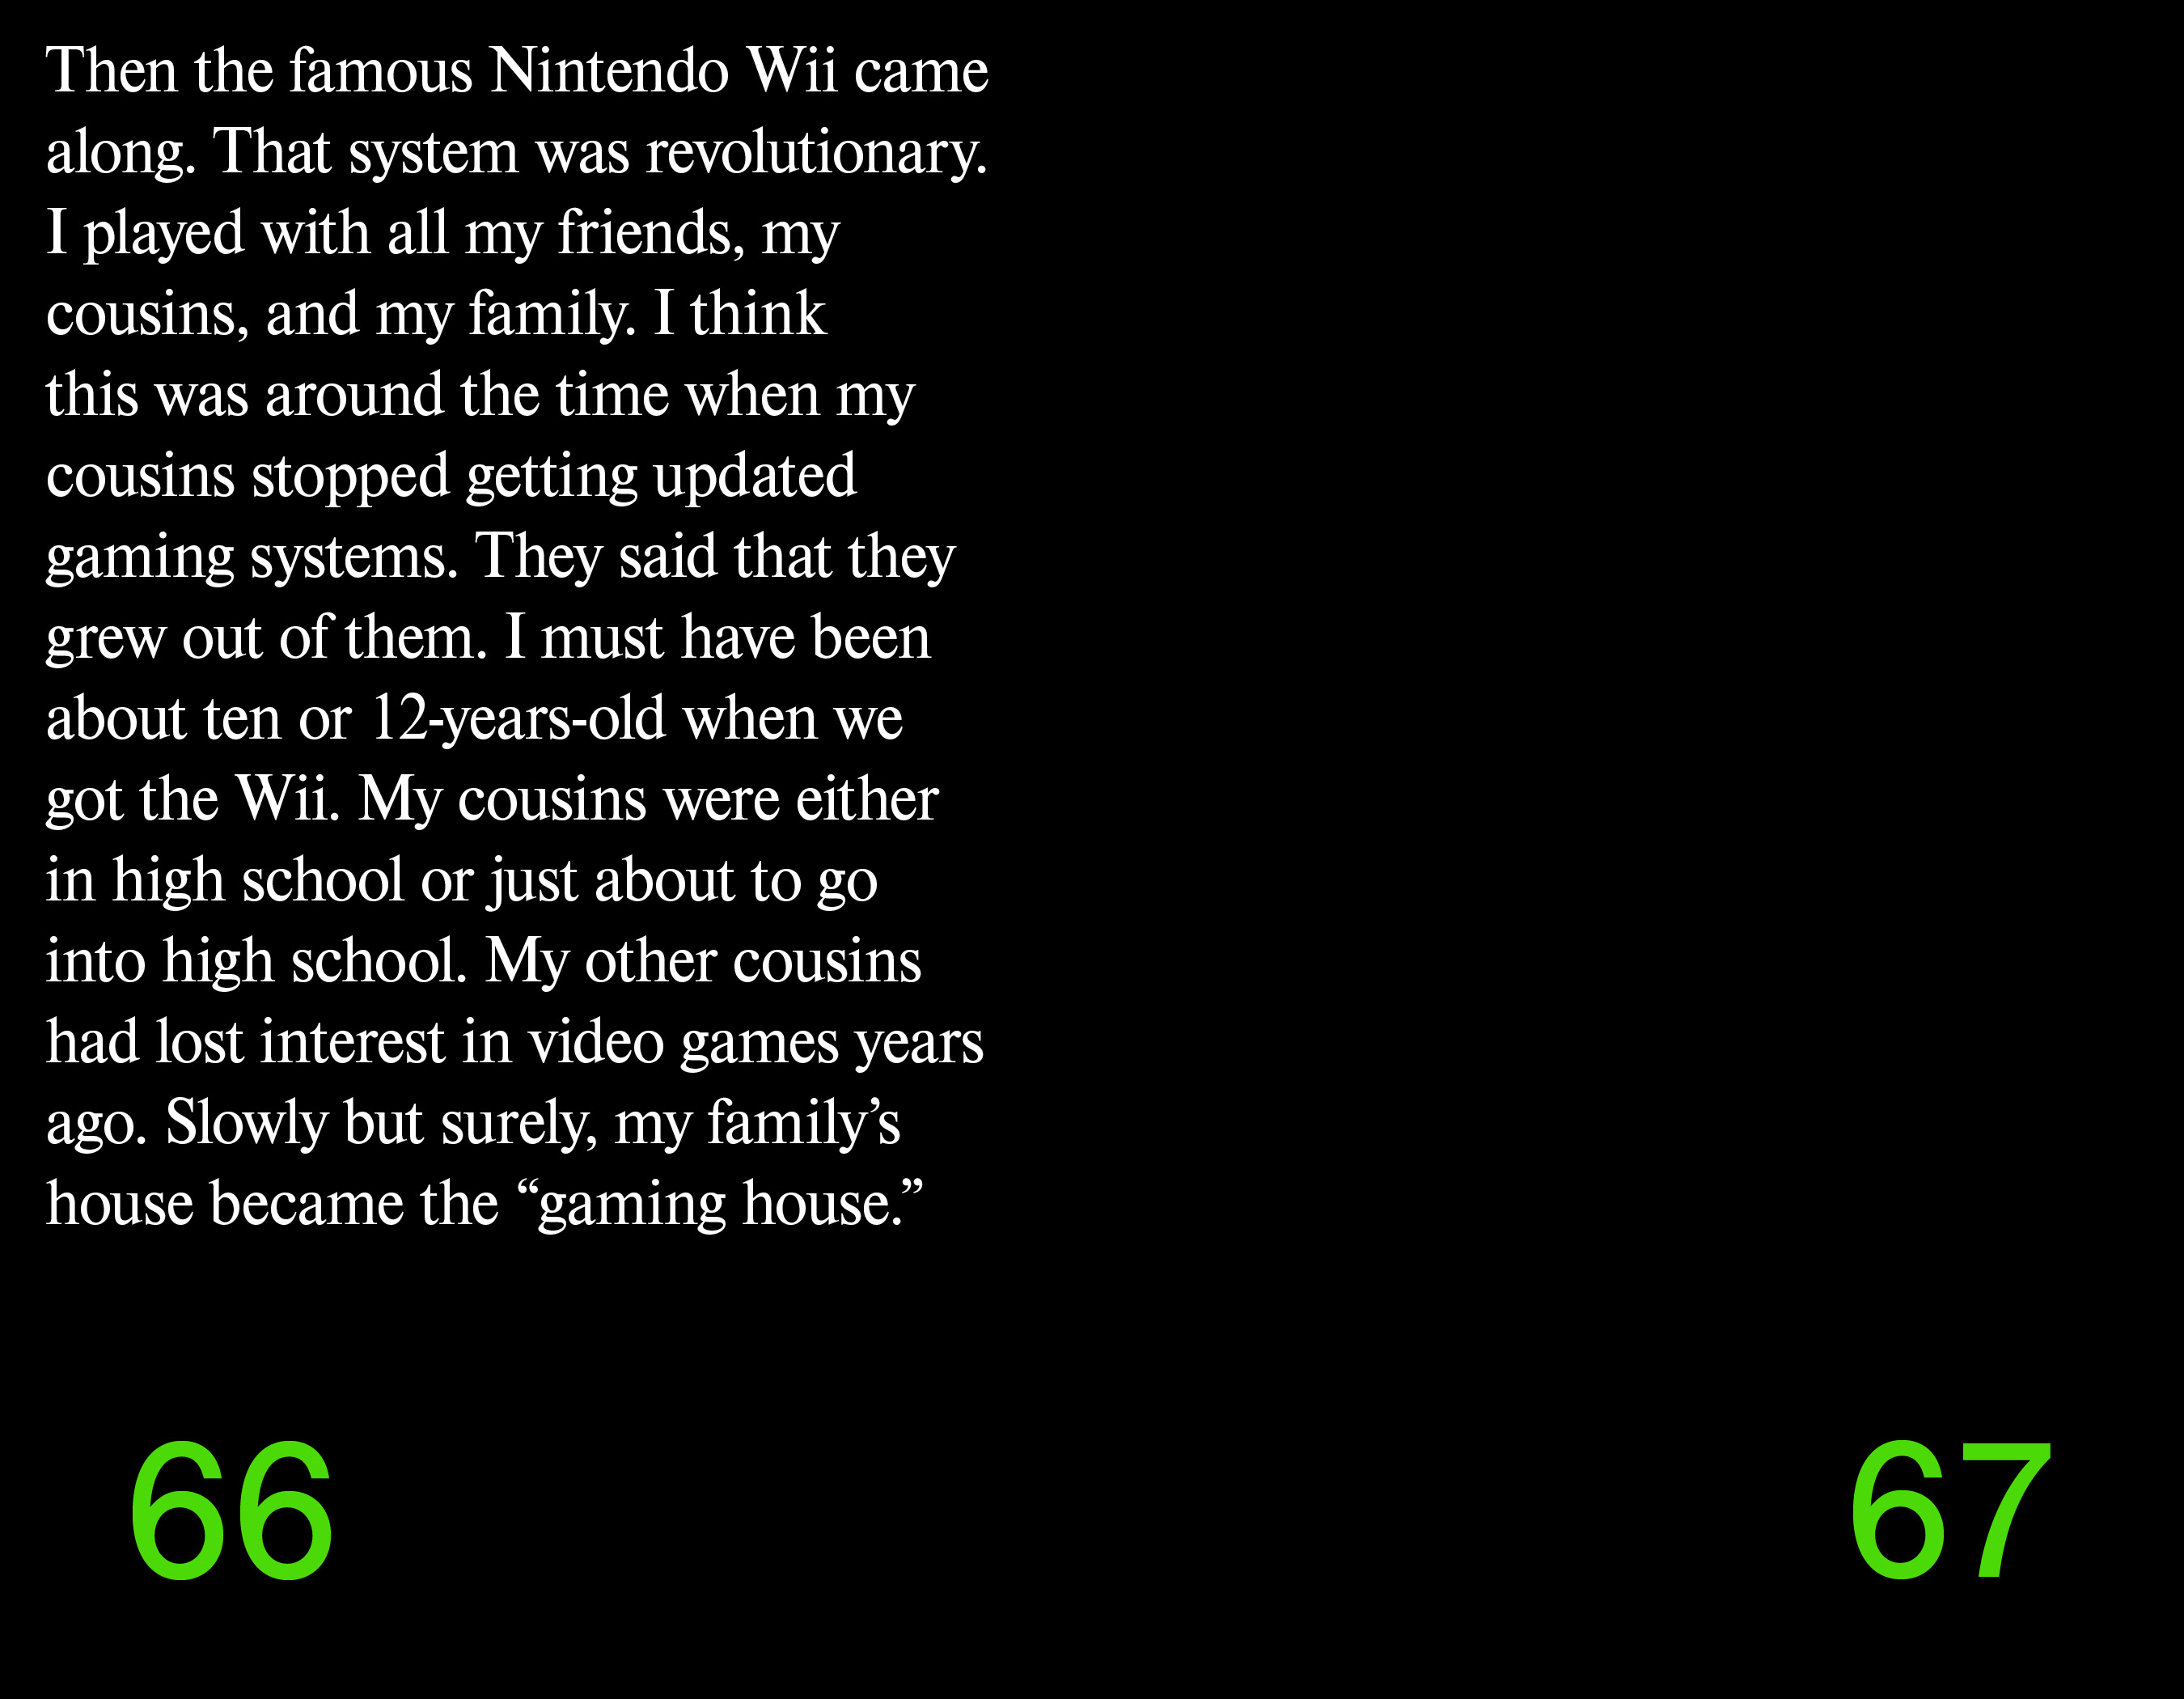 Then the famous Nintendo Wii came
along. That system was revolutionary.
I played with all my friends, my
cousins, and my family. I think
this was around the time when my
cousins stopped getting updated
gaming systems. They said that they
grew out of them. I must have been
about ten or 12-years-old when we
got the Wii. My cousins were either
in high school or just about to go
into high school. My other cousins
had lost interest in video games years
ago. Slowly but surely, my family’s
house became the “gaming house.”
66
67